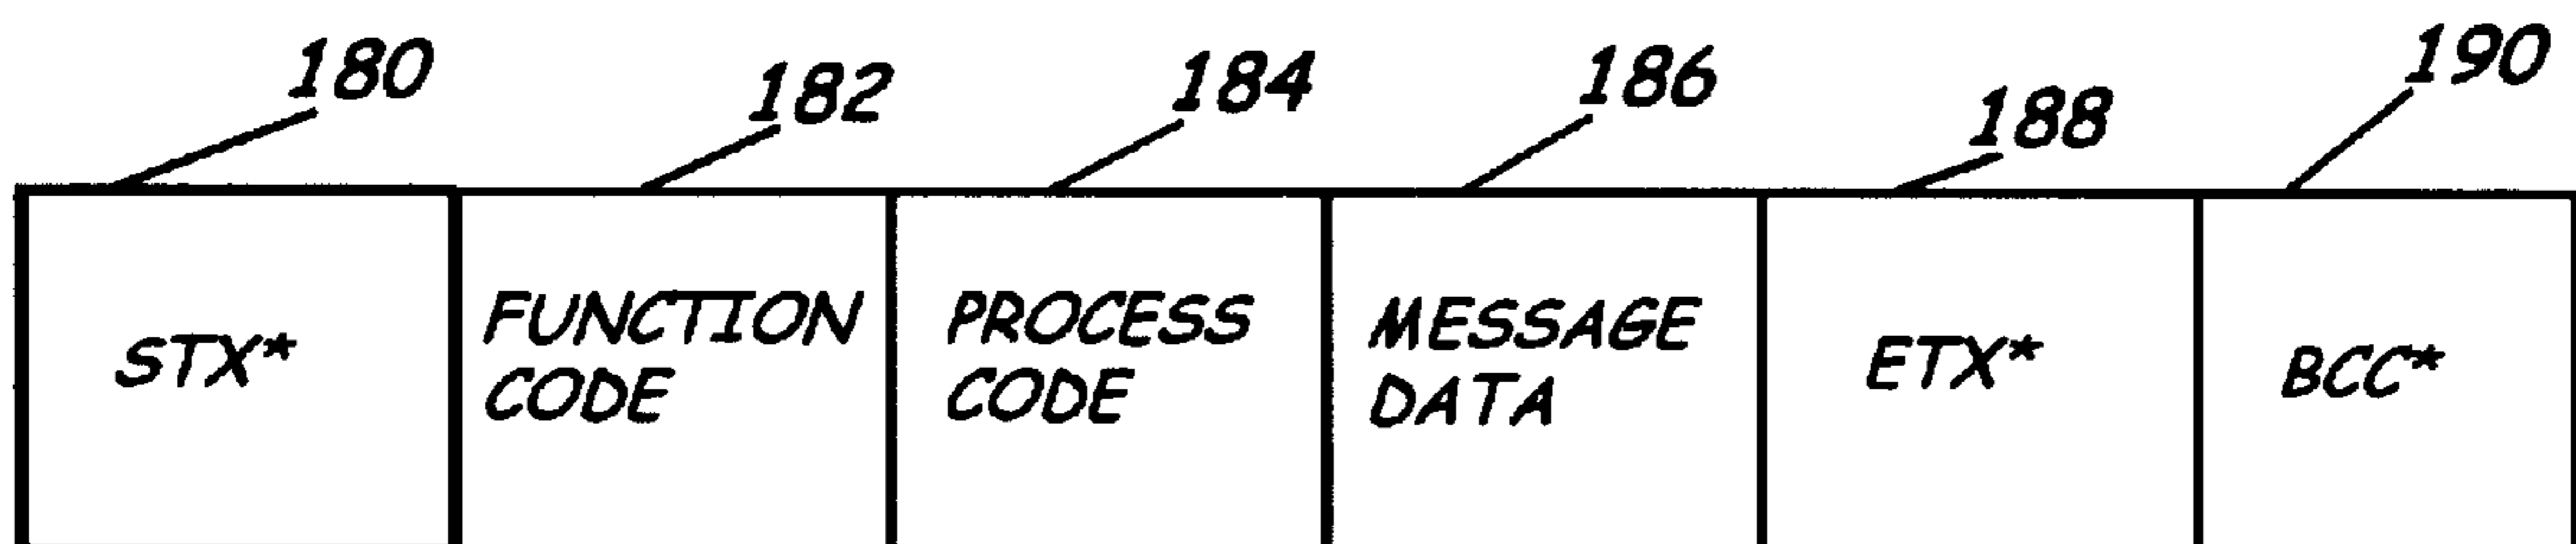 180 182 184 186 188 190
STX* FUNCTION PROCESS MESSAGE ETX* BCC*
CODE CODE DATA